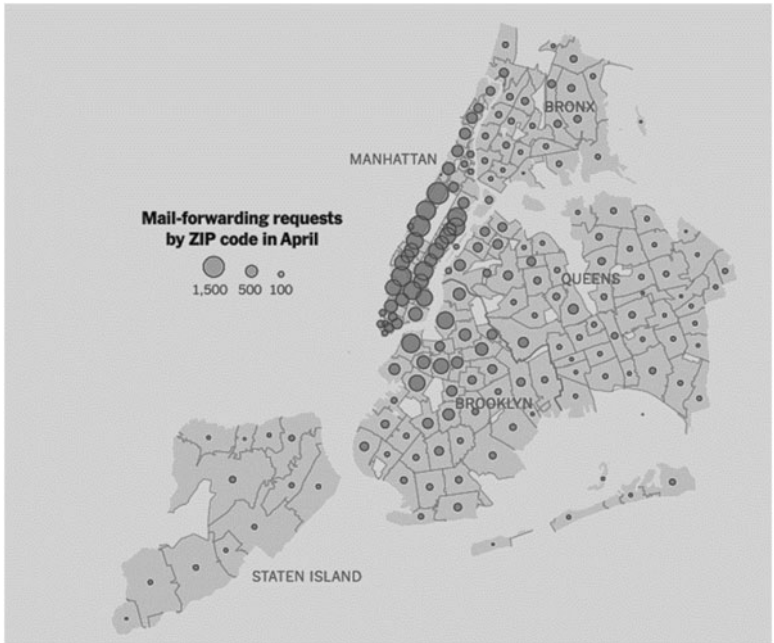 BRONX
MANHATTAN
Mail-forwarding requests
by ZIP code in April
1,500 500 100
QUEENS
BROOKLYN
STATEN ISLAND